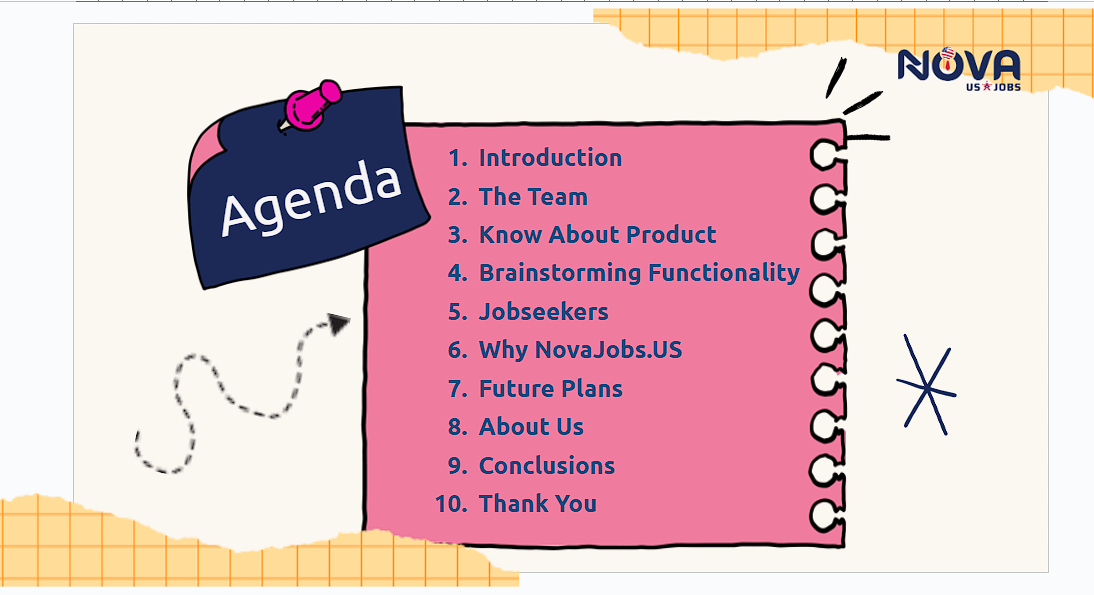 NOVA
US JOBS
Agenda
1. Introduction
2. The Team
3. Know About Product
4. Brainstorming Functionality
5. Jobseekers
6. Why NovaJobs.US
7. Future Plans
8. About Us
9. Conclusions
10. Thank You